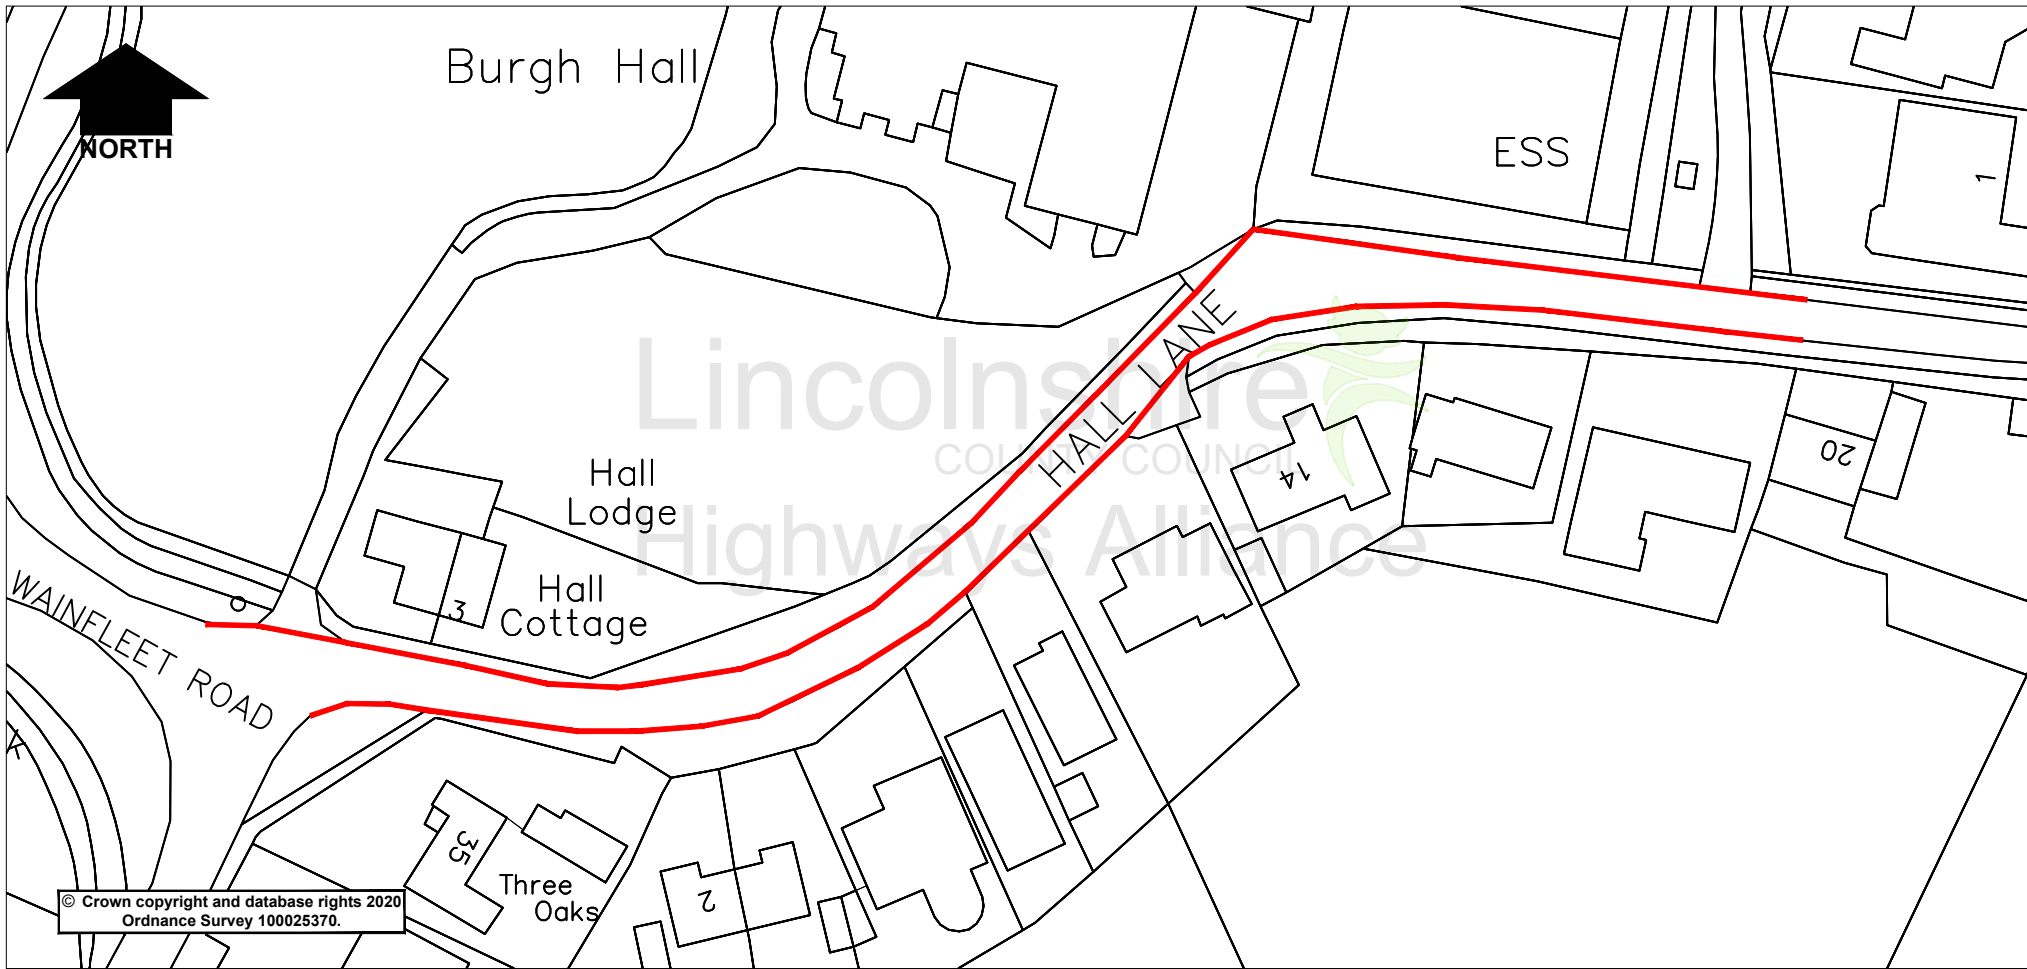 Burgh Hall
NORTH
ESS
1
Lincolnshire
COUNTY COUNCIL
Highways Alliance
HALL LANE
Hall
Lodge
Hall
Cottage
3
14
20
WAINFLEET ROAD
35
Three
Oaks
2
© Crown copyright and database rights 2020
Ordnance Survey 100025370.